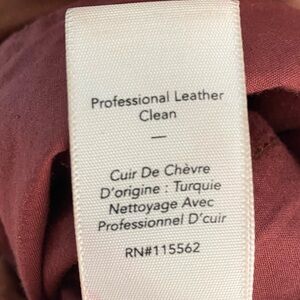 Professional Leather
Clean
—
Cuir De Chèvre
D'origine : Turquie
Nettoyage Avec
Professionnel D'cuir
RN#115562